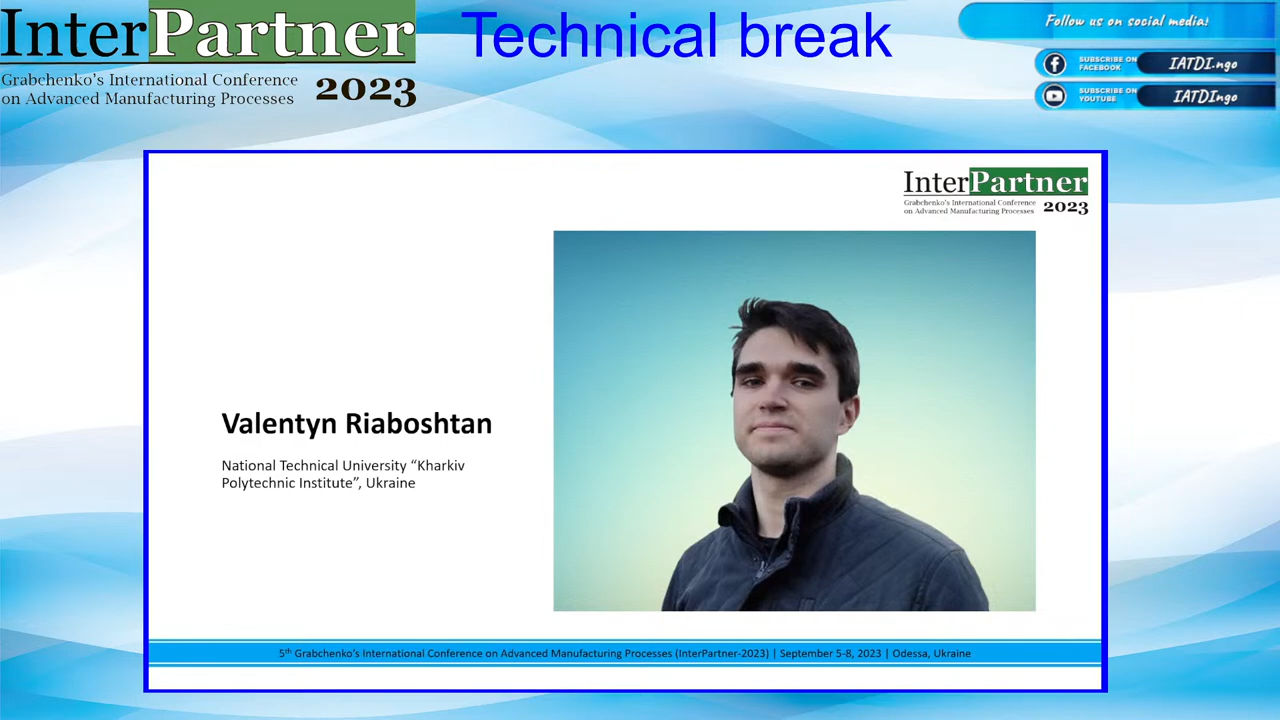 InterPartner
Grabchenko's International Conference
on Advanced Manufacturing Processes
2023
Technical break
Follow us on social media!
SUBSCRIBE ON
FACEBOOK
IATDI.ngo
SUBSCRIBE ON
YOUTUBE
IATDIngo
InterPartner
Grabchenko's International Conference
on Advanced Manufacturing Processes
2023
Valentyn Riaboshtan
National Technical University “Kharkiv
Polytechnic Institute”, Ukraine
5th Grabchenko's International Conference on Advanced Manufacturing Processes (InterPartner-2023) | September 5-8, 2023 | Odessa, Ukraine